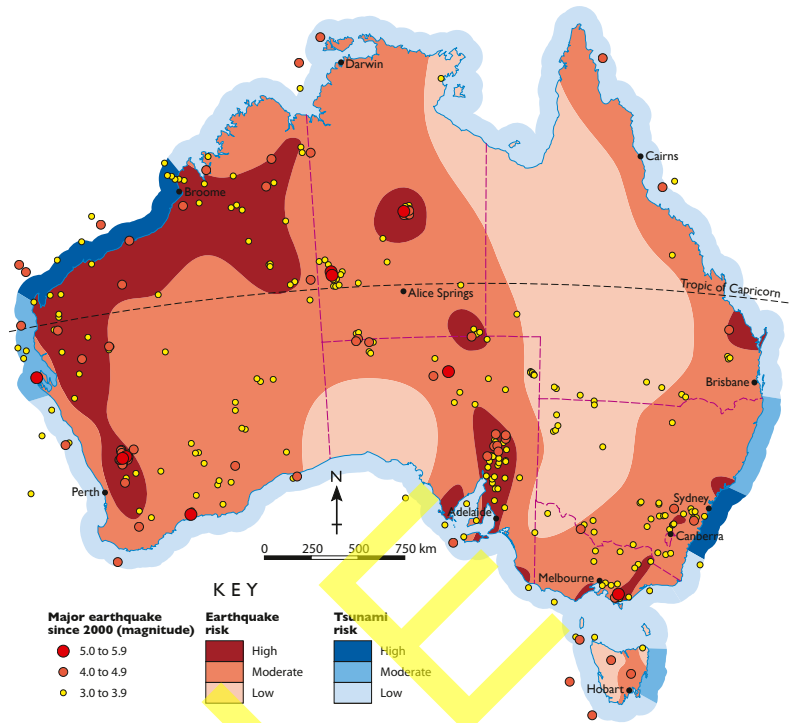 Darwin
Cairns
Broome
Tropic of Capricorn
Alice Springs
Brisbane
Perth
N
Sydney
Adelaide
Canberra
0 250 500 750 km
Melbourne
KEY
Major earthquake
since 2000 (magnitude)
5.0 to 5.9
4.0 to 4.9
3.0 to 3.9
Earthquake
risk
High
Moderate
Low
Tsunami
risk
High
Moderate
Low
Hobart